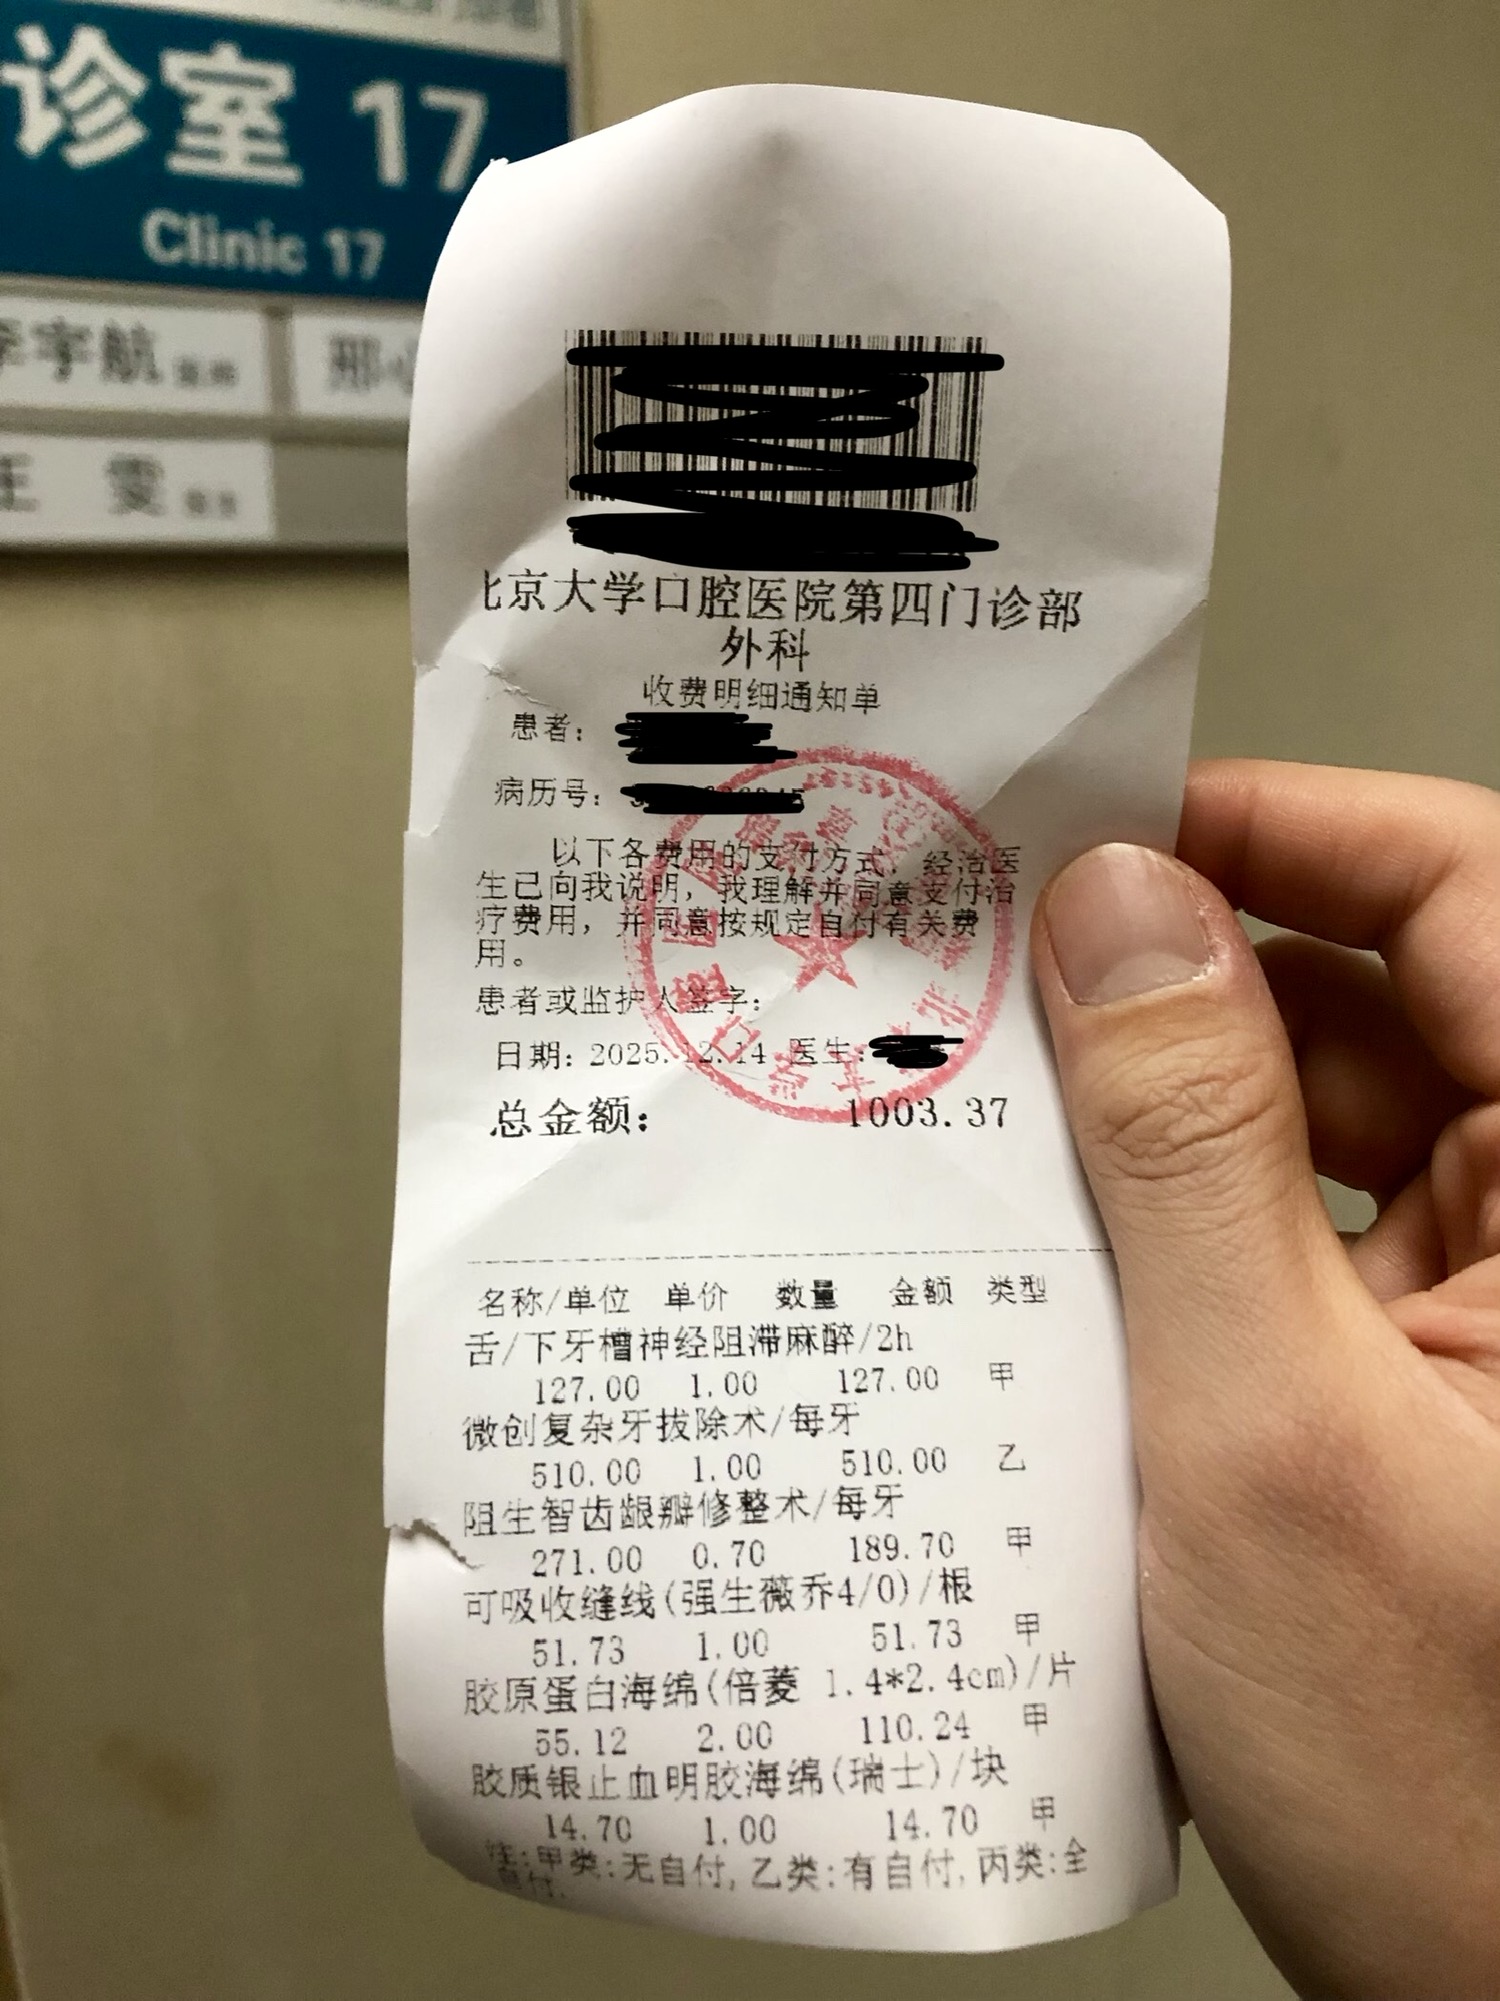 诊室 17
Clinic 17
宇航
邢
雯
北京大学口腔医院第四门诊部
外科
收费明细通知单
患者：
病历号：
以下各费用的支付方式，经治医
生已向我说明，我理解并同意支付治
疗费用，并同意按规定自付有关费
用。
患者或监护人签字：
日期：2025.12.14 医生：
总金额： 1003.37
名称/单位 单价 数量 金额 类型
舌/下牙槽神经阻滞麻醉/2h
127.00 1.00 127.00 甲
微创复杂牙拔除术/每牙
510.00 1.00 510.00 乙
阻生智齿龈瓣修整术/每牙
271.00 0.70 189.70 甲
可吸收缝线(强生薇乔4/0)/根
51.73 1.00 51.73 甲
胶原蛋白海绵(倍菱 1.4*2.4cm)/片
55.12 2.00 110.24 甲
胶质银止血明胶海绵(瑞士)/块
14.70 1.00 14.70 甲
注:甲类:无自付,乙类:有自付,丙类:全
自付.